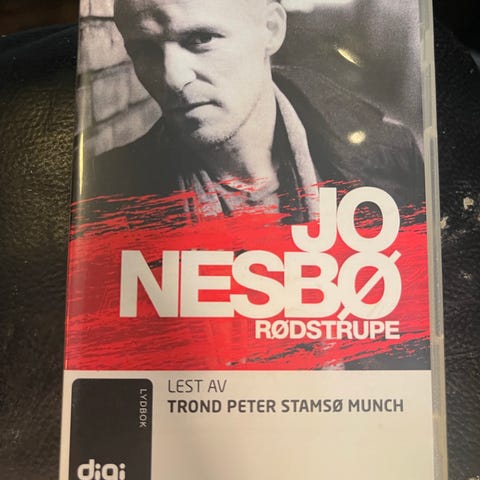 JO
NESBØ
RØDSTRUPE
LEST AV
TROND PETER STAMSØ MUNCH
LYDBOK
digi